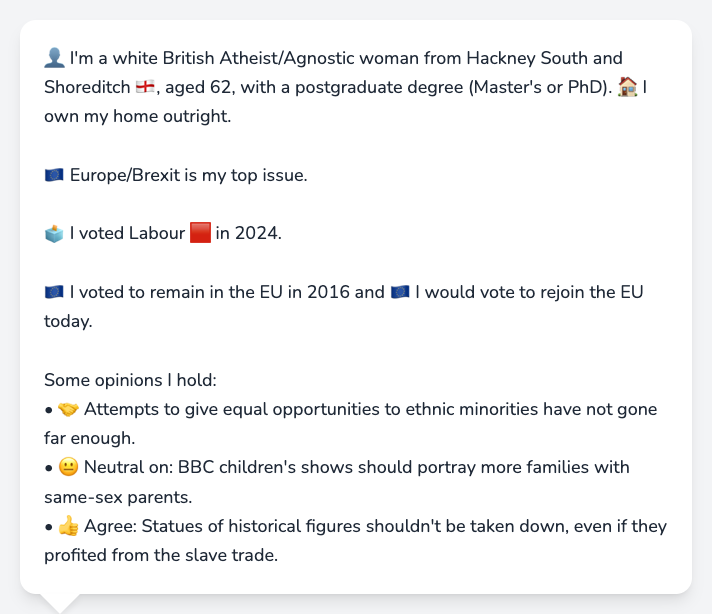 👤 I'm a white British Atheist/Agnostic woman from Hackney South and
Shoreditch 🏴󠁧󠁢󠁥󠁮󠁧󠁿, aged 62, with a postgraduate degree (Master's or PhD). 🏠 I
own my home outright.
🇪🇺 Europe/Brexit is my top issue.
🗳️ I voted Labour 🟥 in 2024.
🇪🇺 I voted to remain in the EU in 2016 and 🇪🇺 I would vote to rejoin the EU
today.
Some opinions I hold:
• 🤝 Attempts to give equal opportunities to ethnic minorities have not gone
far enough.
• 😐 Neutral on: BBC children's shows should portray more families with
same-sex parents.
• 👍 Agree: Statues of historical figures shouldn't be taken down, even if they
profited from the slave trade.